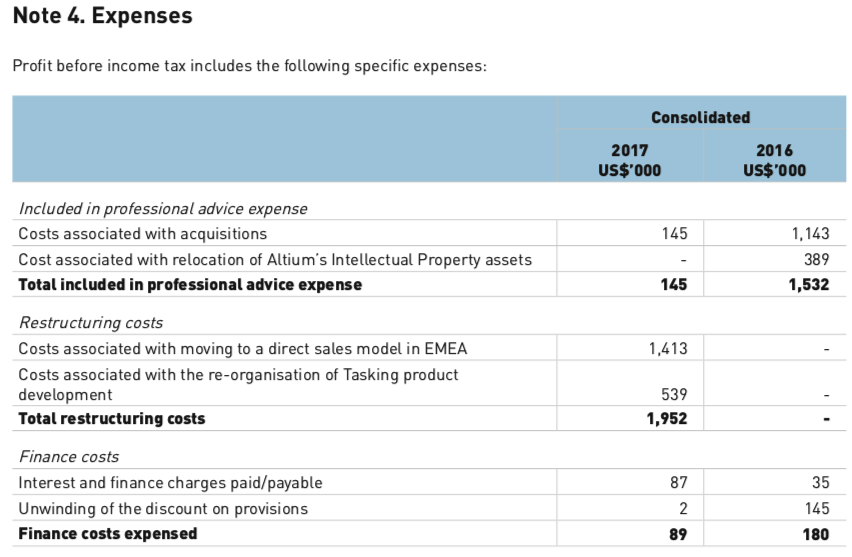 Note 4. Expenses
Profit before income tax includes the following specific expenses:
Consolidated
2017 2016
US$'000 US$'000
Included in professional advice expense
Costs associated with acquisitions 145 1,143
Cost associated with relocation of Altium's Intellectual Property assets - 389
Total included in professional advice expense 145 1,532
Restructuring costs
Costs associated with moving to a direct sales model in EMEA 1,413 -
Costs associated with the re-organisation of Tasking product
development 539 -
Total restructuring costs 1,952 -
Finance costs
Interest and finance charges paid/payable 87 35
Unwinding of the discount on provisions 2 145
Finance costs expensed 89 180